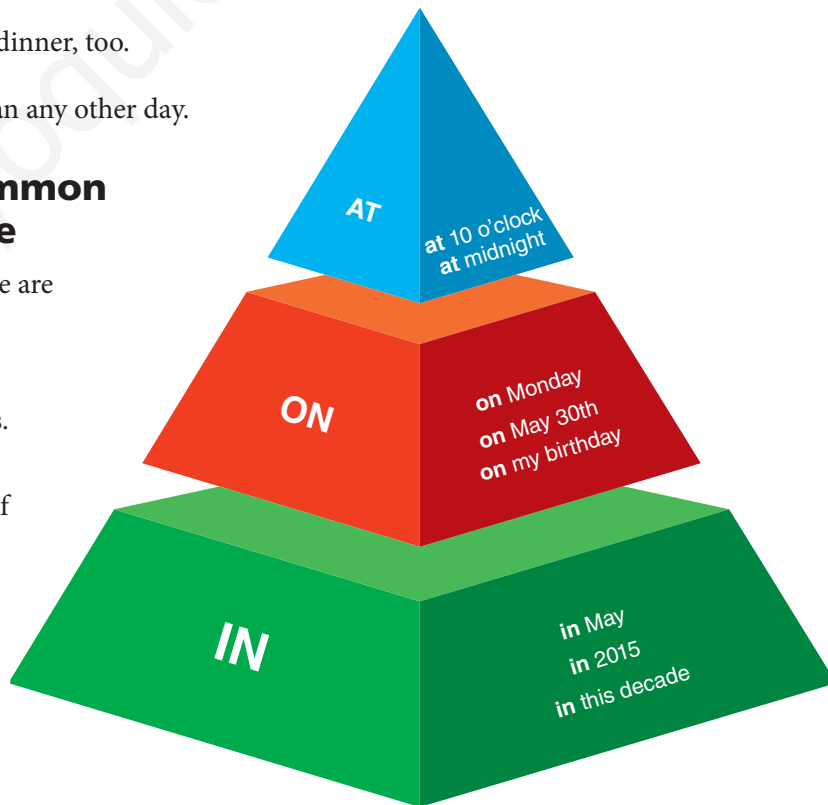 dinner, too.
an any other day.
mmon
e
e are
s.
f
AT
at 10 o’clock
at midnight
ON
on Monday
on May 30th
on my birthday
IN
in May
in 2015
in this decade